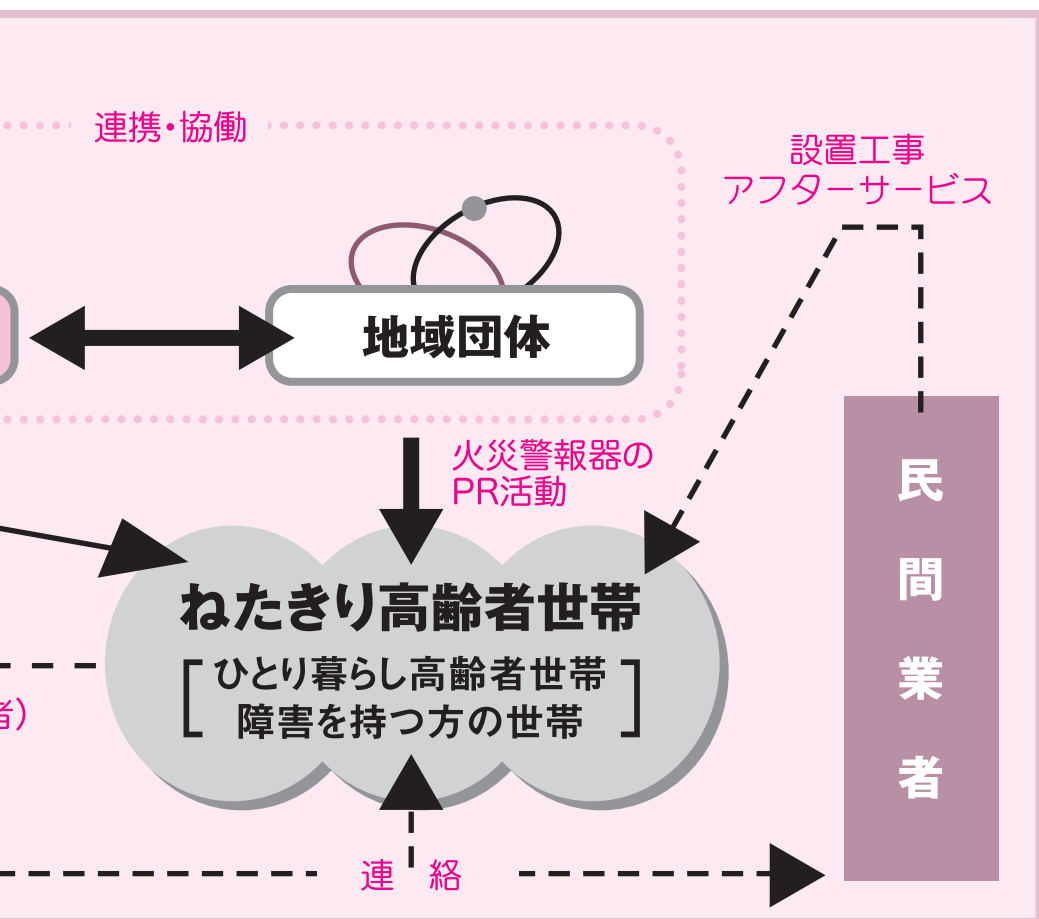 連携・協働
設置工事
アフターサービス
地域団体
火災警報器の
PR活動
ねたきり高齢者世帯
ひとり暮らし高齢者世帯
障害を持つ方の世帯
者）
民間業者
連絡